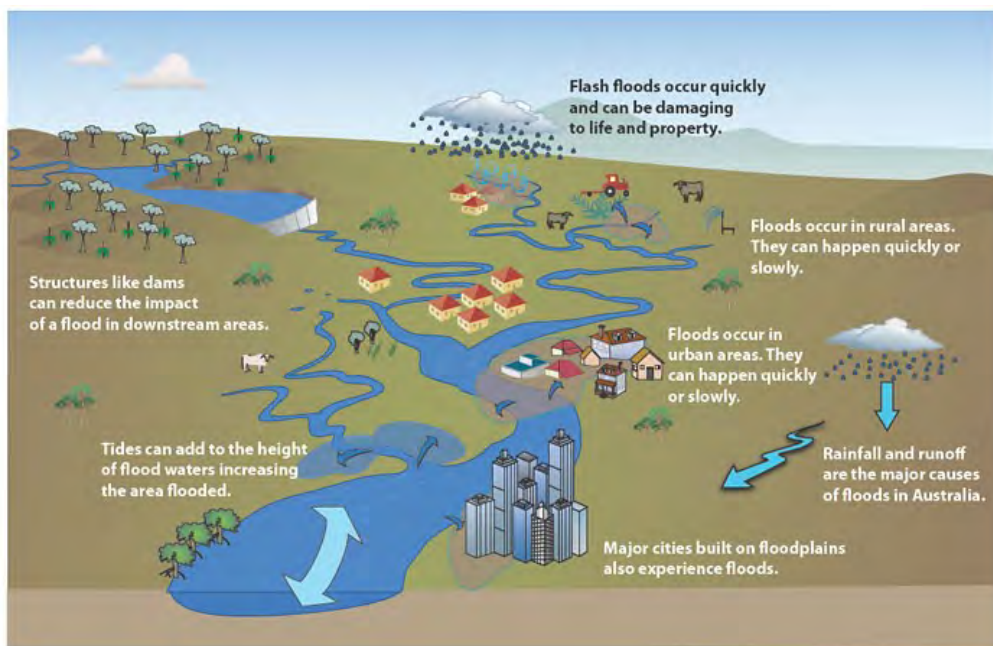 Flash floods occur quickly
and can be damaging
to life and property.
Floods occur in rural areas.
They can happen quickly or
slowly.
Structures like dams
can reduce the impact
of a flood in downstream areas.
Floods occur in
urban areas. They
can happen quickly
or slowly.
Tides can add to the height
of flood waters increasing
the area flooded.
Rainfall and runoff
are the major causes
of floods in Australia.
Major cities built on floodplains
also experience floods.